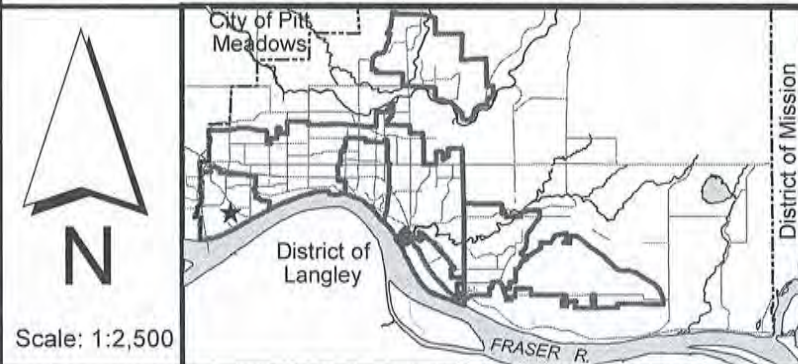 N
Scale: 1:2,500
City of Pitt
Meadows
District of
Langley
FRASER R.
District of Mission